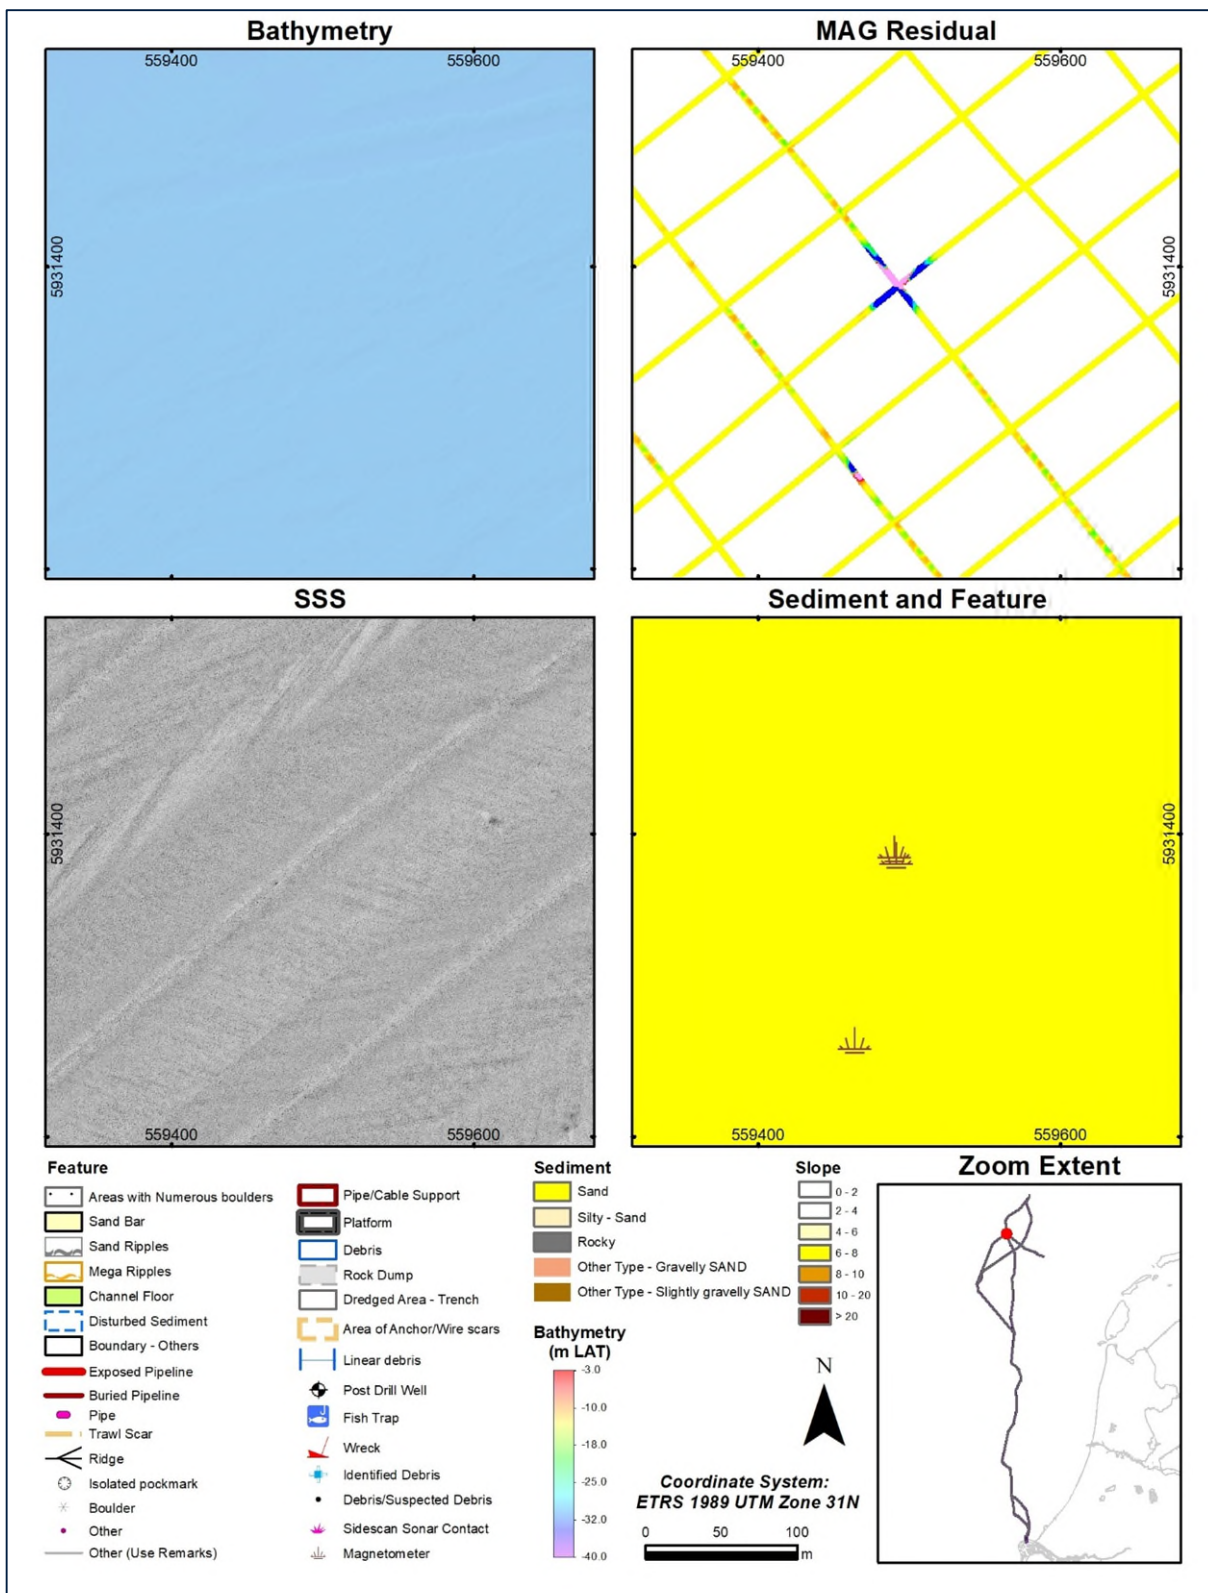 Bathymetry
559400
559600
5931400
MAG Residual
559400
559600
5931400
SSS
5931400
559400
559600
Sediment and Feature
5931400
559400
559600
Feature
Areas with Numerous boulders
Sand Bar
Sand Ripples
Mega Ripples
Channel Floor
Disturbed Sediment
Boundary - Others
Exposed Pipeline
Buried Pipeline
Pipe
Trawl Scar
Ridge
Isolated pockmark
Boulder
Other
Other (Use Remarks)
Pipe/Cable Support
Platform
Debris
Rock Dump
Dredged Area - Trench
Area of Anchor/Wire scars
Linear debris
Post Drill Well
Fish Trap
Wreck
Identified Debris
Debris/Suspected Debris
Sidescan Sonar Contact
Magnetometer
Sediment
Sand
Silty - Sand
Rocky
Other Type - Gravelly SAND
Other Type - Slightly gravelly SAND
Bathymetry
(m LAT)
-3.0
-10.0
-18.0
-25.0
-32.0
-40.0
Slope
0 - 2
2 - 4
4 - 6
6 - 8
8 - 10
10 - 20
> 20
N
Coordinate System:
ETRS 1989 UTM Zone 31N
0 50 100
m
Zoom Extent